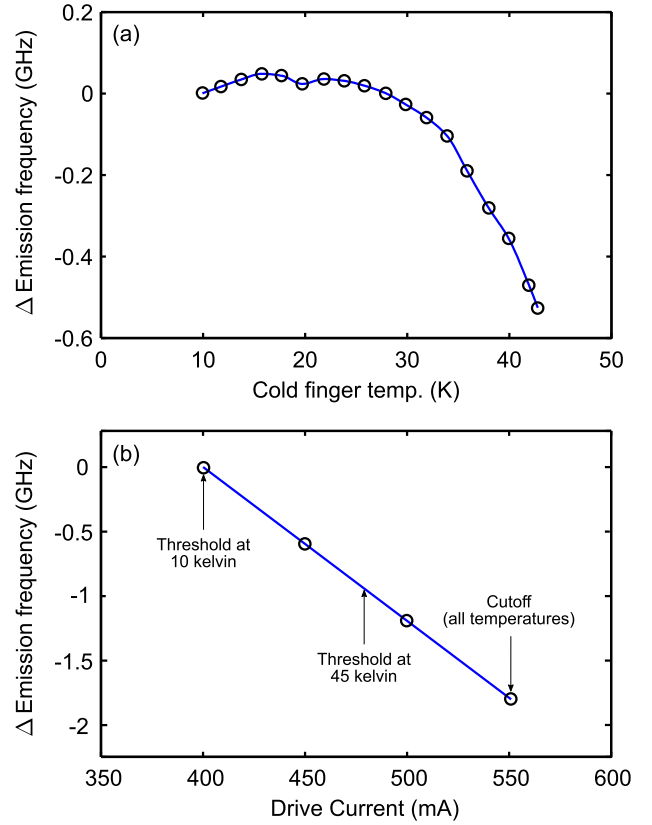 (a)
0.2
0
-0.2
-0.4
-0.6
Δ Emission frequency (GHz)
0 10 20 30 40 50
Cold finger temp. (K)
(b)
0
-0.5
-1
-1.5
-2
Δ Emission frequency (GHz)
Threshold at
10 kelvin
Threshold at
45 kelvin
Cutoff
(all temperatures)
350 400 450 500 550 600
Drive Current (mA)